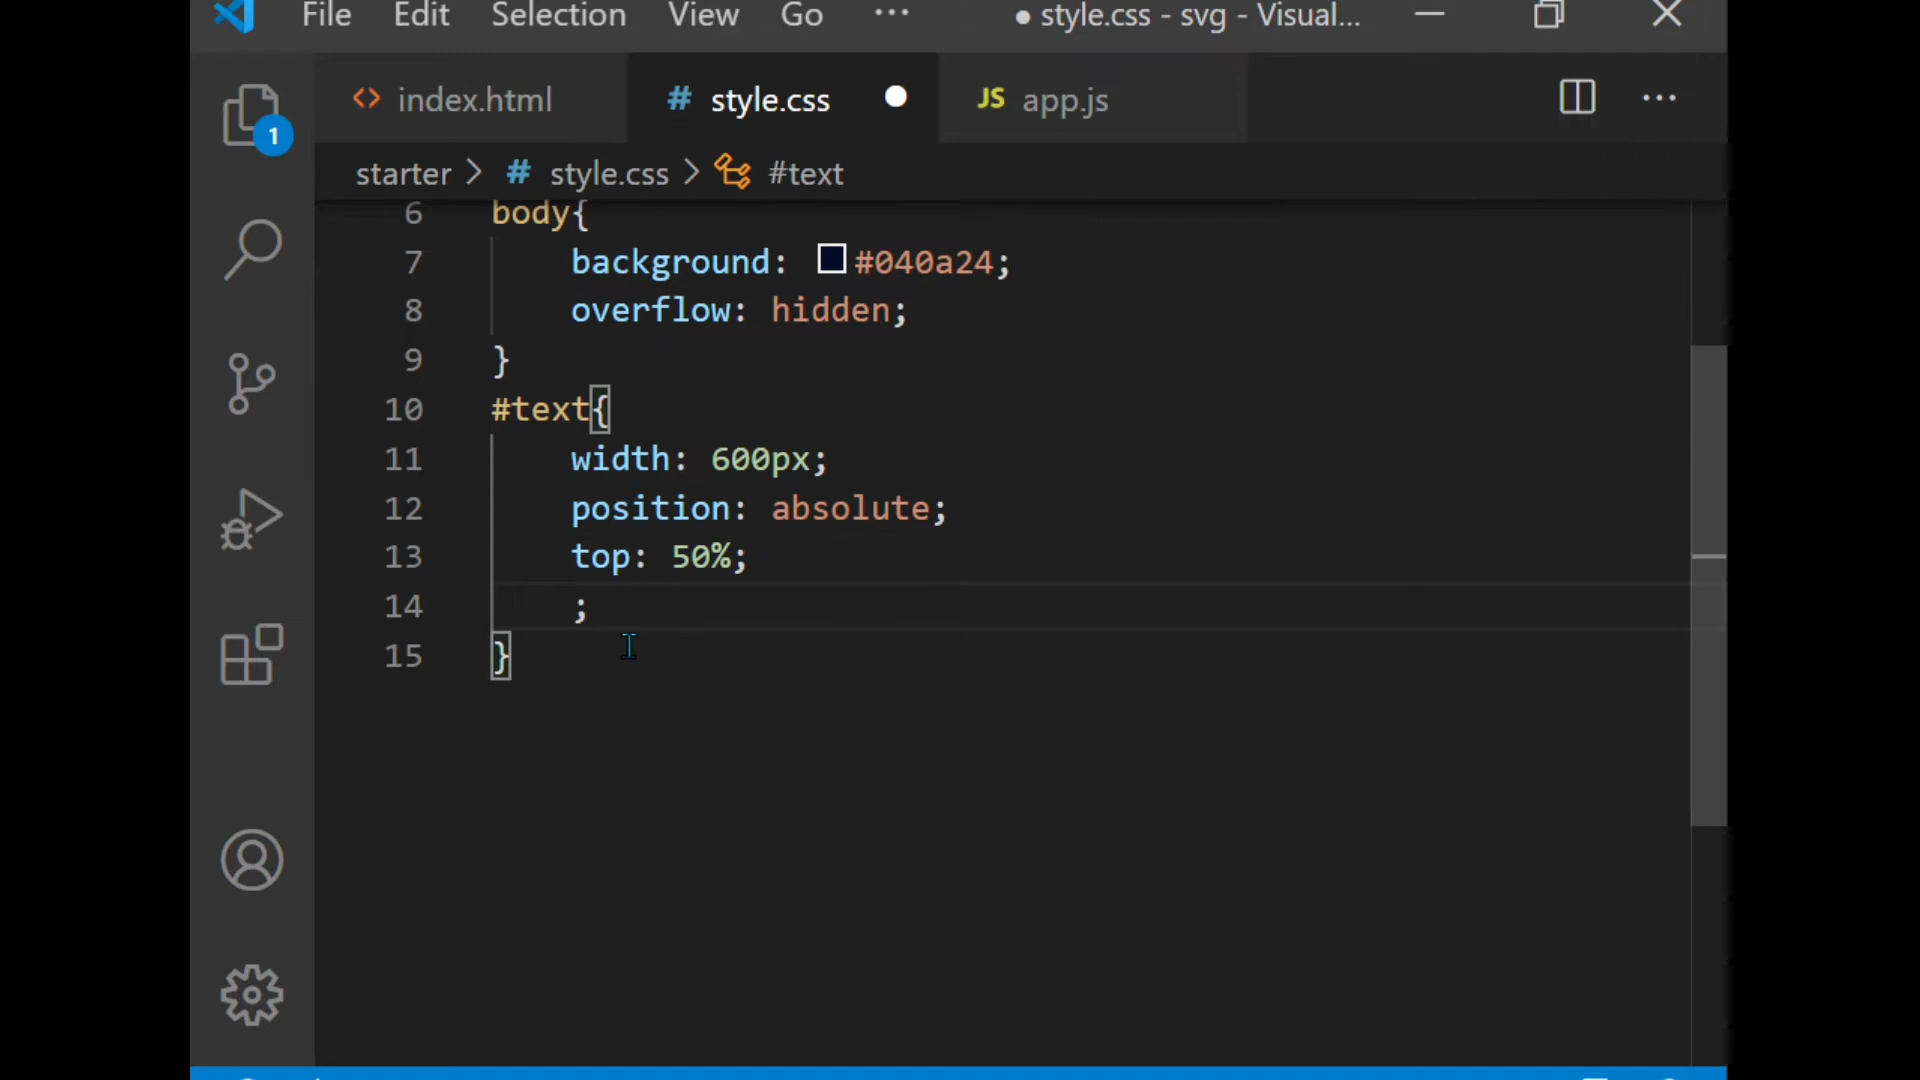 File Edit Selection View Go ··· ● style.css - svg - Visual...
index.html # style.css ● JS app.js ···
1
starter > # style.css > #text
6 body{
7 background: #040a24;
8 overflow: hidden;
9 }
10 #text{
11 width: 600px;
12 position: absolute;
13 top: 50%;
14 ;
15 }